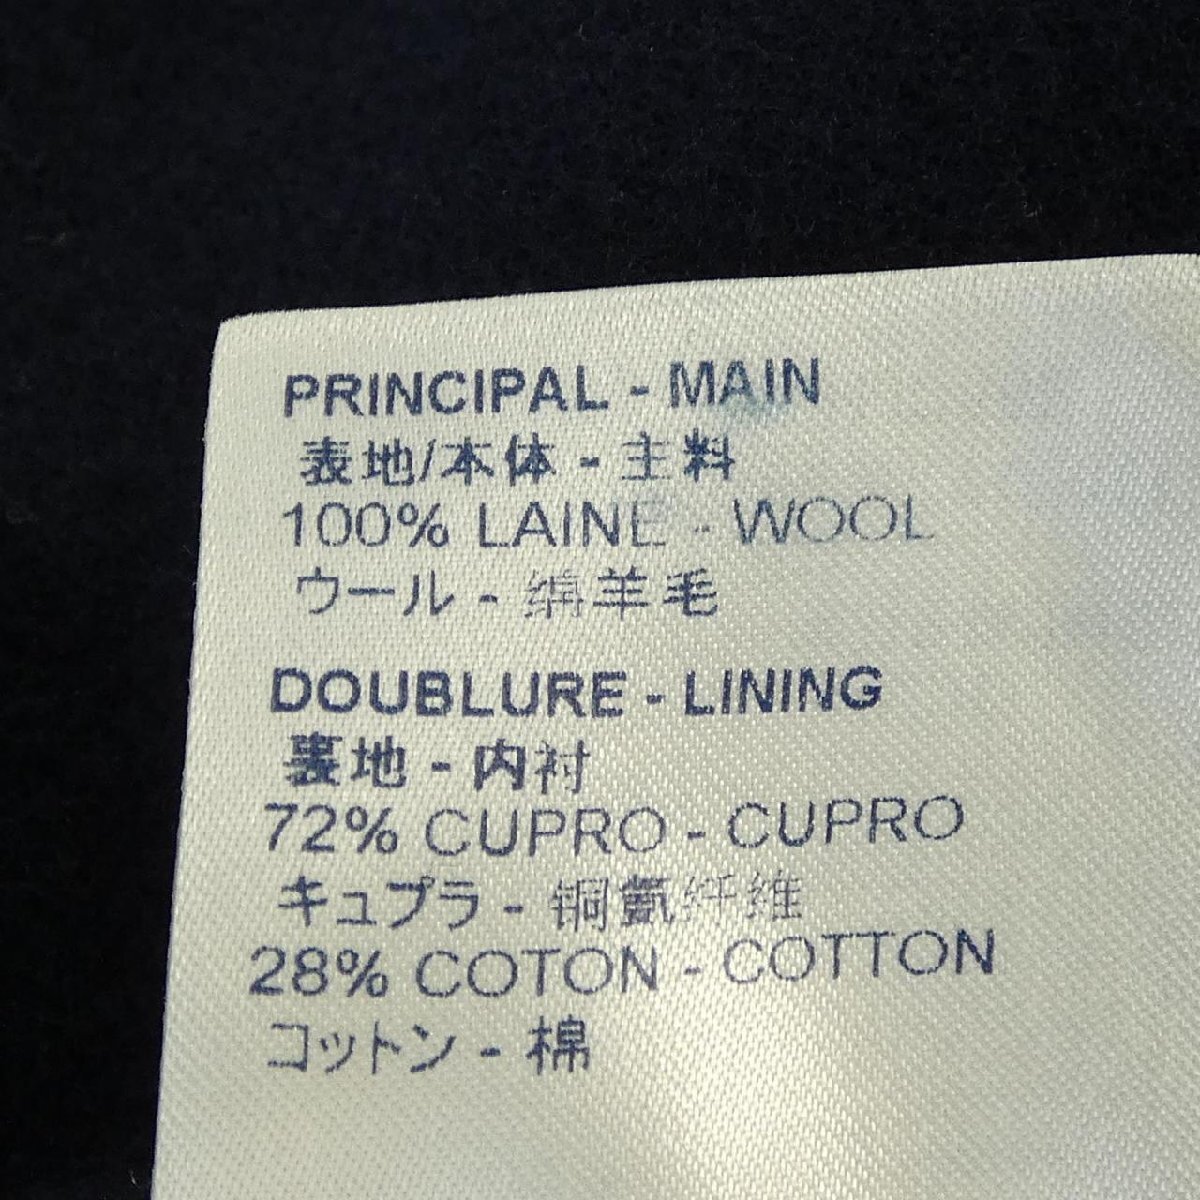 PRINCIPAL - MAIN
表地/本体 - 主料
100% LAINE - WOOL
ウール - 绵羊毛
DOUBLURE - LINING
裏地 - 内衬
72% CUPRO - CUPRO
キュプラ - 铜氨纤维
28% COTON - COTTON
コットン - 棉